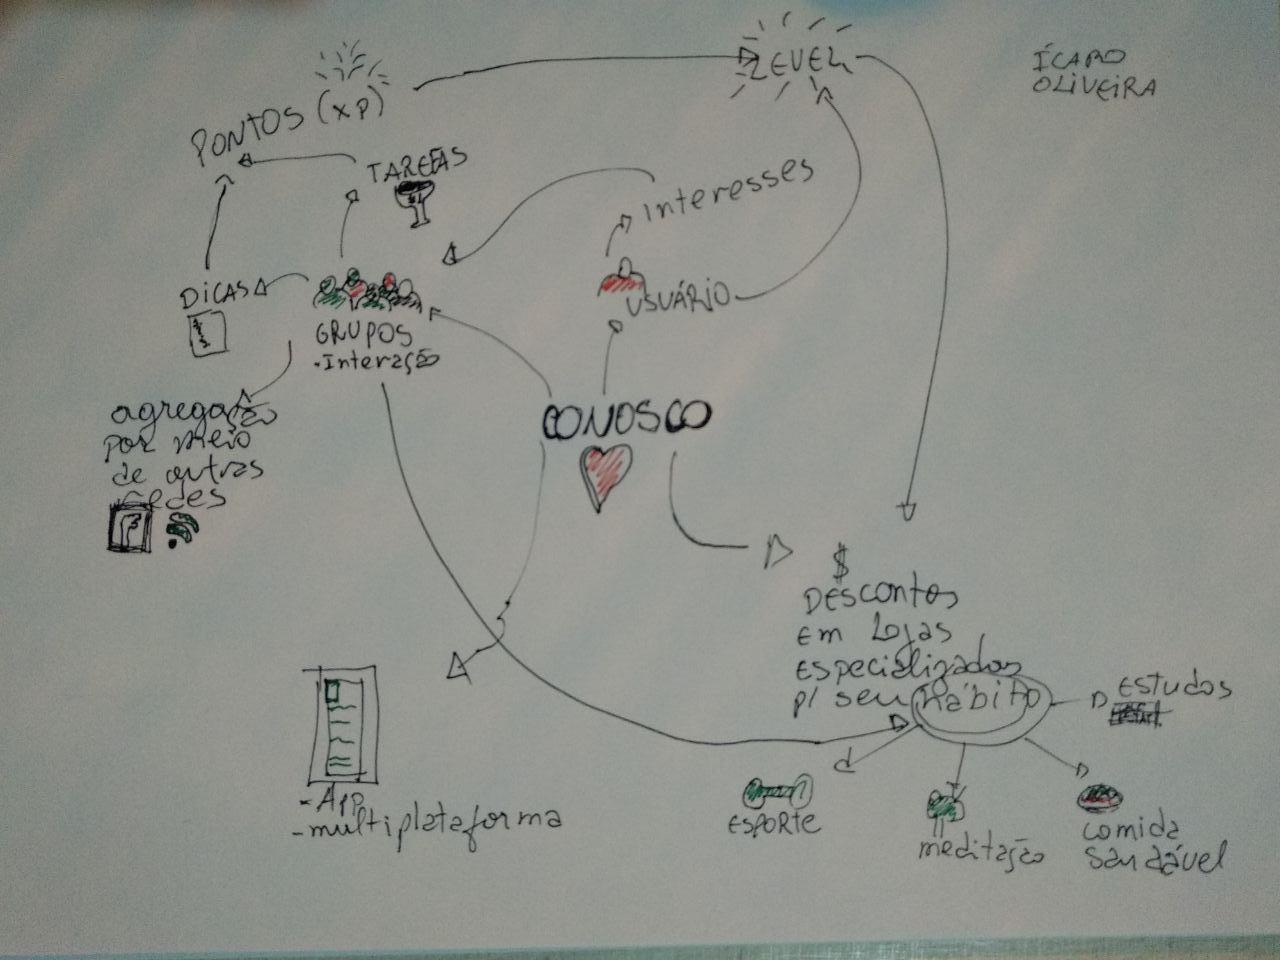 ÍCARO
OLIVEIRA
LEVEL
PONTOS (XP)
TAREFAS
Interesses
USUÁRIO
DICAS
GRUPOS
- Interação
agregação
por meio
de outras
redes
CONOSCO
$
DESCONTOS
Em Lojas
ESPECIALIZADAS
p/ seu Hábito
ESTUDOS
- APP
- multiplataforma
ESPORTE
meditação
comida
saudável